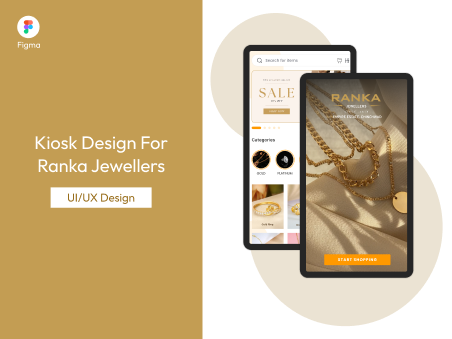 Figma
Kiosk Design For
Ranka Jewellers
UI/UX Design
Search for items
SALE
Categories
GOLD
PLATINUM
RANKA
JEWELLERS
START SHOPPING